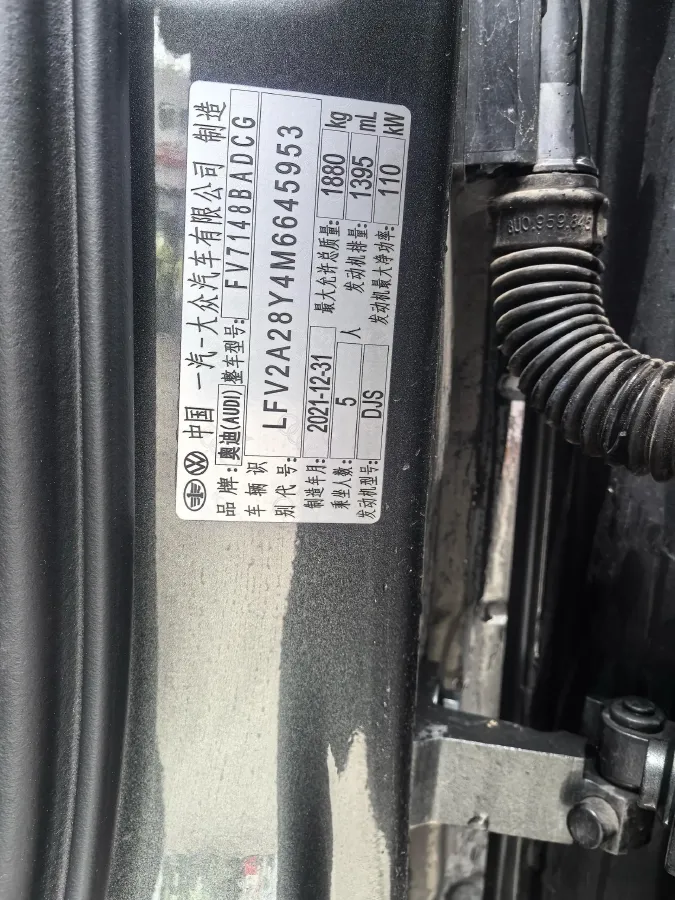 中国 一汽-大众汽车有限公司 制造
品牌:奥迪(AUDI) 整车型号:FV7148BADCG
车辆识
别代号: LFV2A28Y4M6645953
制造年月: 2021-12-31 最大允许总质量: 1880 kg
乘坐人数: 5 人 发动机排量: 1395 mL
发动机型号: DJS 发动机最大净功率: 110 kW
8U0.959.845